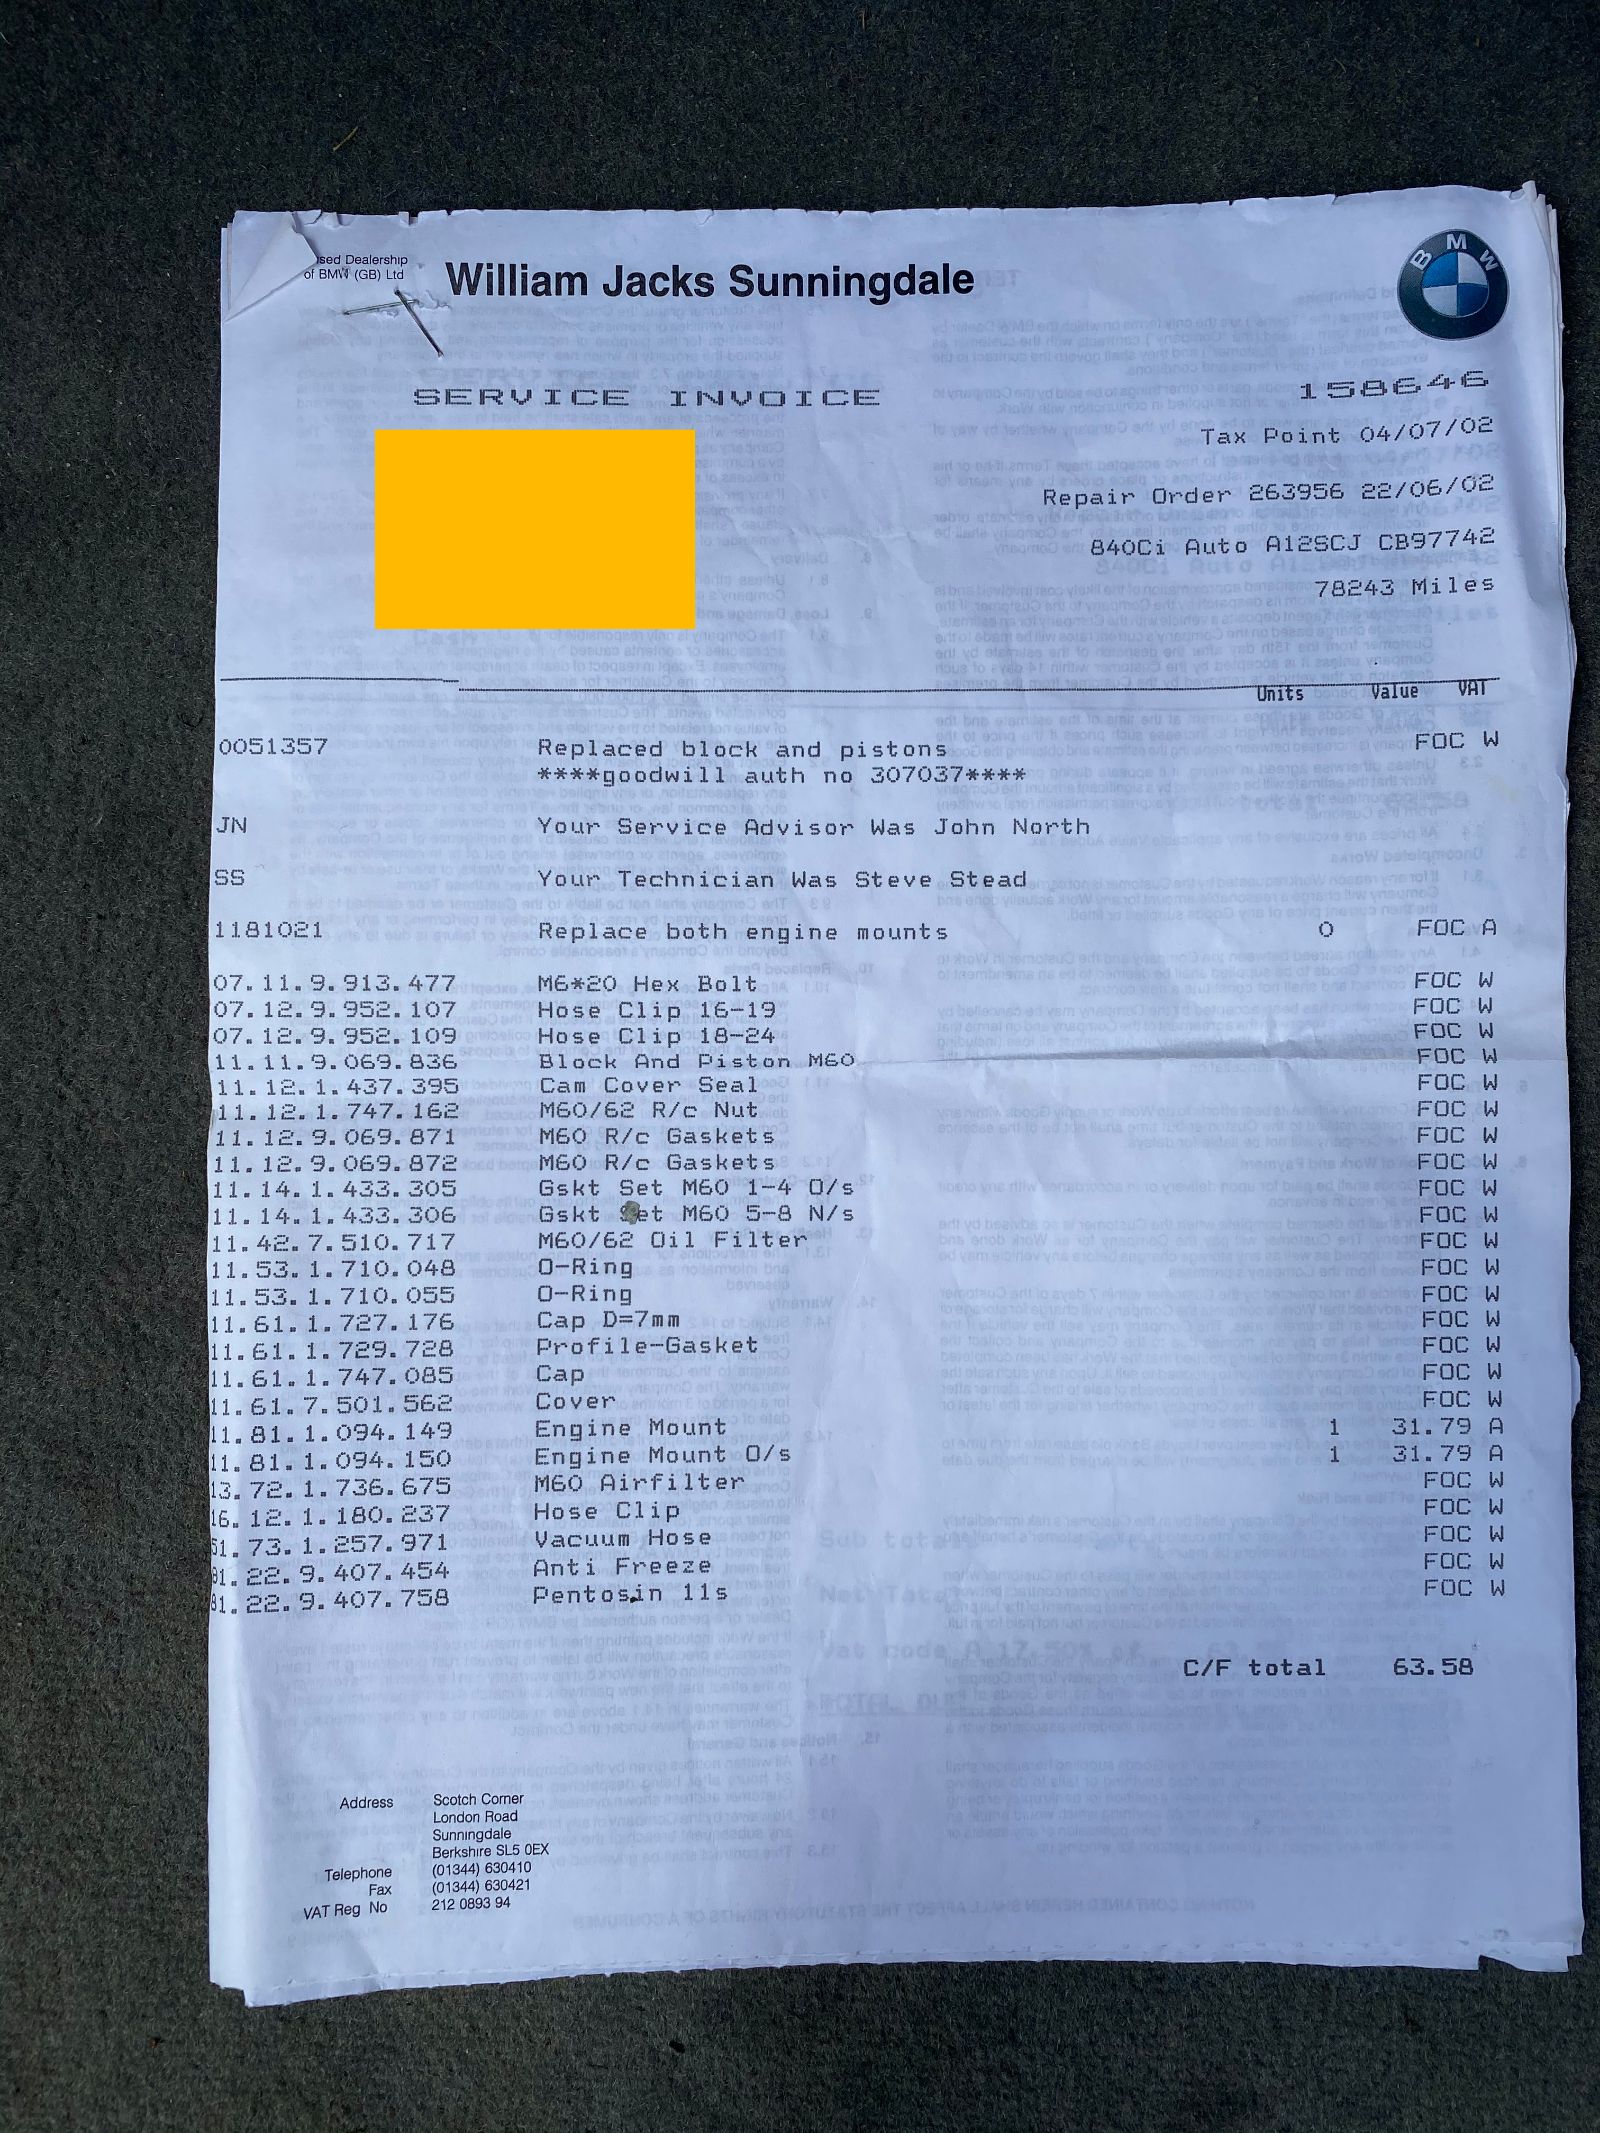 ised Dealership
of BMW (GB) Ltd
William Jacks Sunningdale
BMW
SERVICE INVOICE
158646
Tax Point 04/07/02
Repair Order 263956 22/06/02
840Ci Auto A12SCJ CB97742
78243 Miles
Units Value VAT
0051357 Replaced block and pistons FOC W
****goodwill auth no 307037****
JN Your Service Advisor Was John North
SS Your Technician Was Steve Stead
1181021 Replace both engine mounts 0 FOC A
07.11.9.913.477 M6*20 Hex Bolt FOC W
07.12.9.952.107 Hose Clip 16-19 FOC W
07.12.9.952.109 Hose Clip 18-24 FOC W
11.11.9.069.836 Block And Piston M60 FOC W
11.12.1.437.395 Cam Cover Seal FOC W
11.12.1.747.162 M60/62 R/c Nut FOC W
11.12.9.069.871 M60 R/c Gaskets FOC W
11.12.9.069.872 M60 R/c Gaskets FOC W
11.14.1.433.305 Gskt Set M60 1-4 O/s FOC W
11.14.1.433.306 Gskt Set M60 5-8 N/s FOC W
11.42.7.510.717 M60/62 Oil Filter FOC W
11.53.1.710.048 O-Ring FOC W
11.53.1.710.055 O-Ring FOC W
11.61.1.727.176 Cap D=7mm FOC W
11.61.1.729.728 Profile-Gasket FOC W
11.61.1.747.085 Cap FOC W
11.61.7.501.562 Cover FOC W
11.81.1.094.149 Engine Mount 1 31.79 A
11.81.1.094.150 Engine Mount O/s 1 31.79 A
13.72.1.736.675 M60 Airfilter FOC W
16.12.1.180.237 Hose Clip FOC W
51.73.1.257.971 Vacuum Hose FOC W
81.22.9.407.454 Anti Freeze FOC W
81.22.9.407.758 Pentosin 11s FOC W
C/F total 63.58
Address Scotch Corner
London Road
Sunningdale
Berkshire SL5 0EX
Telephone (01344) 630410
Fax (01344) 630421
VAT Reg No 212 0893 94